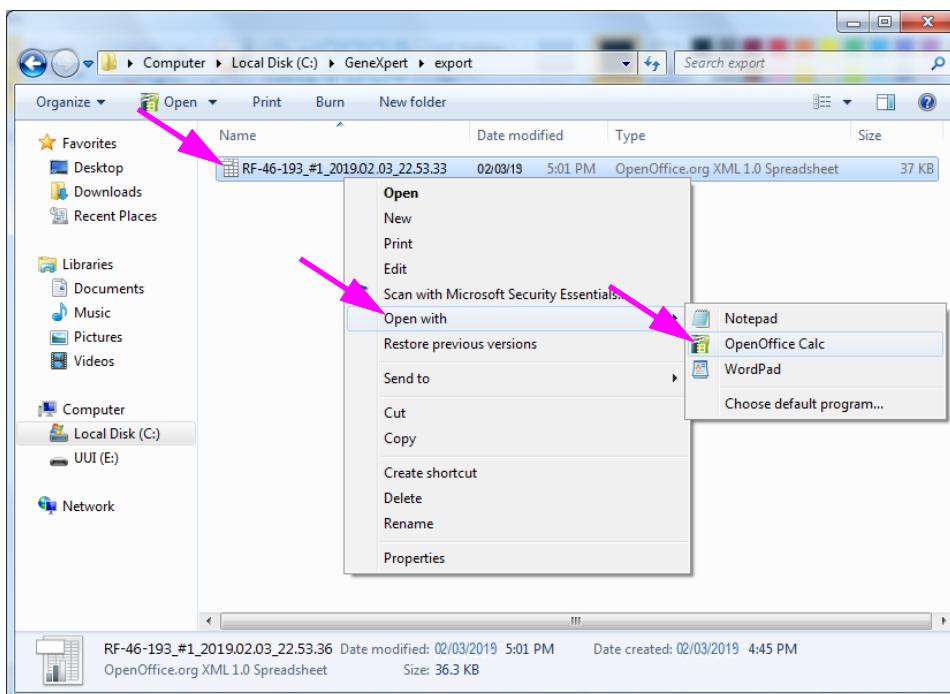 Computer Local Disk (C:) GeneXpert export Search export
Organize Open Print Burn New folder
Name Date modified Type Size
RF-46-193_#1_2019.02.03_22.53.33 02/03/19 5:01 PM OpenOffice.org XML 1.0 Spreadsheet 37 KB
Favorites
Desktop
Downloads
Recent Places
Libraries
Documents
Music
Pictures
Videos
Computer
Local Disk (C:)
UUI (E:)
Network
Open
New
Print
Edit
Scan with Microsoft Security Essentials...
Open with
Restore previous versions
Send to
Cut
Copy
Create shortcut
Delete
Rename
Properties
Notepad
OpenOffice Calc
WordPad
Choose default program...
RF-46-193_#1_2019.02.03_22.53.36 Date modified: 02/03/2019 5:01 PM Date created: 02/03/2019 4:45 PM
OpenOffice.org XML 1.0 Spreadsheet Size: 36.3 KB